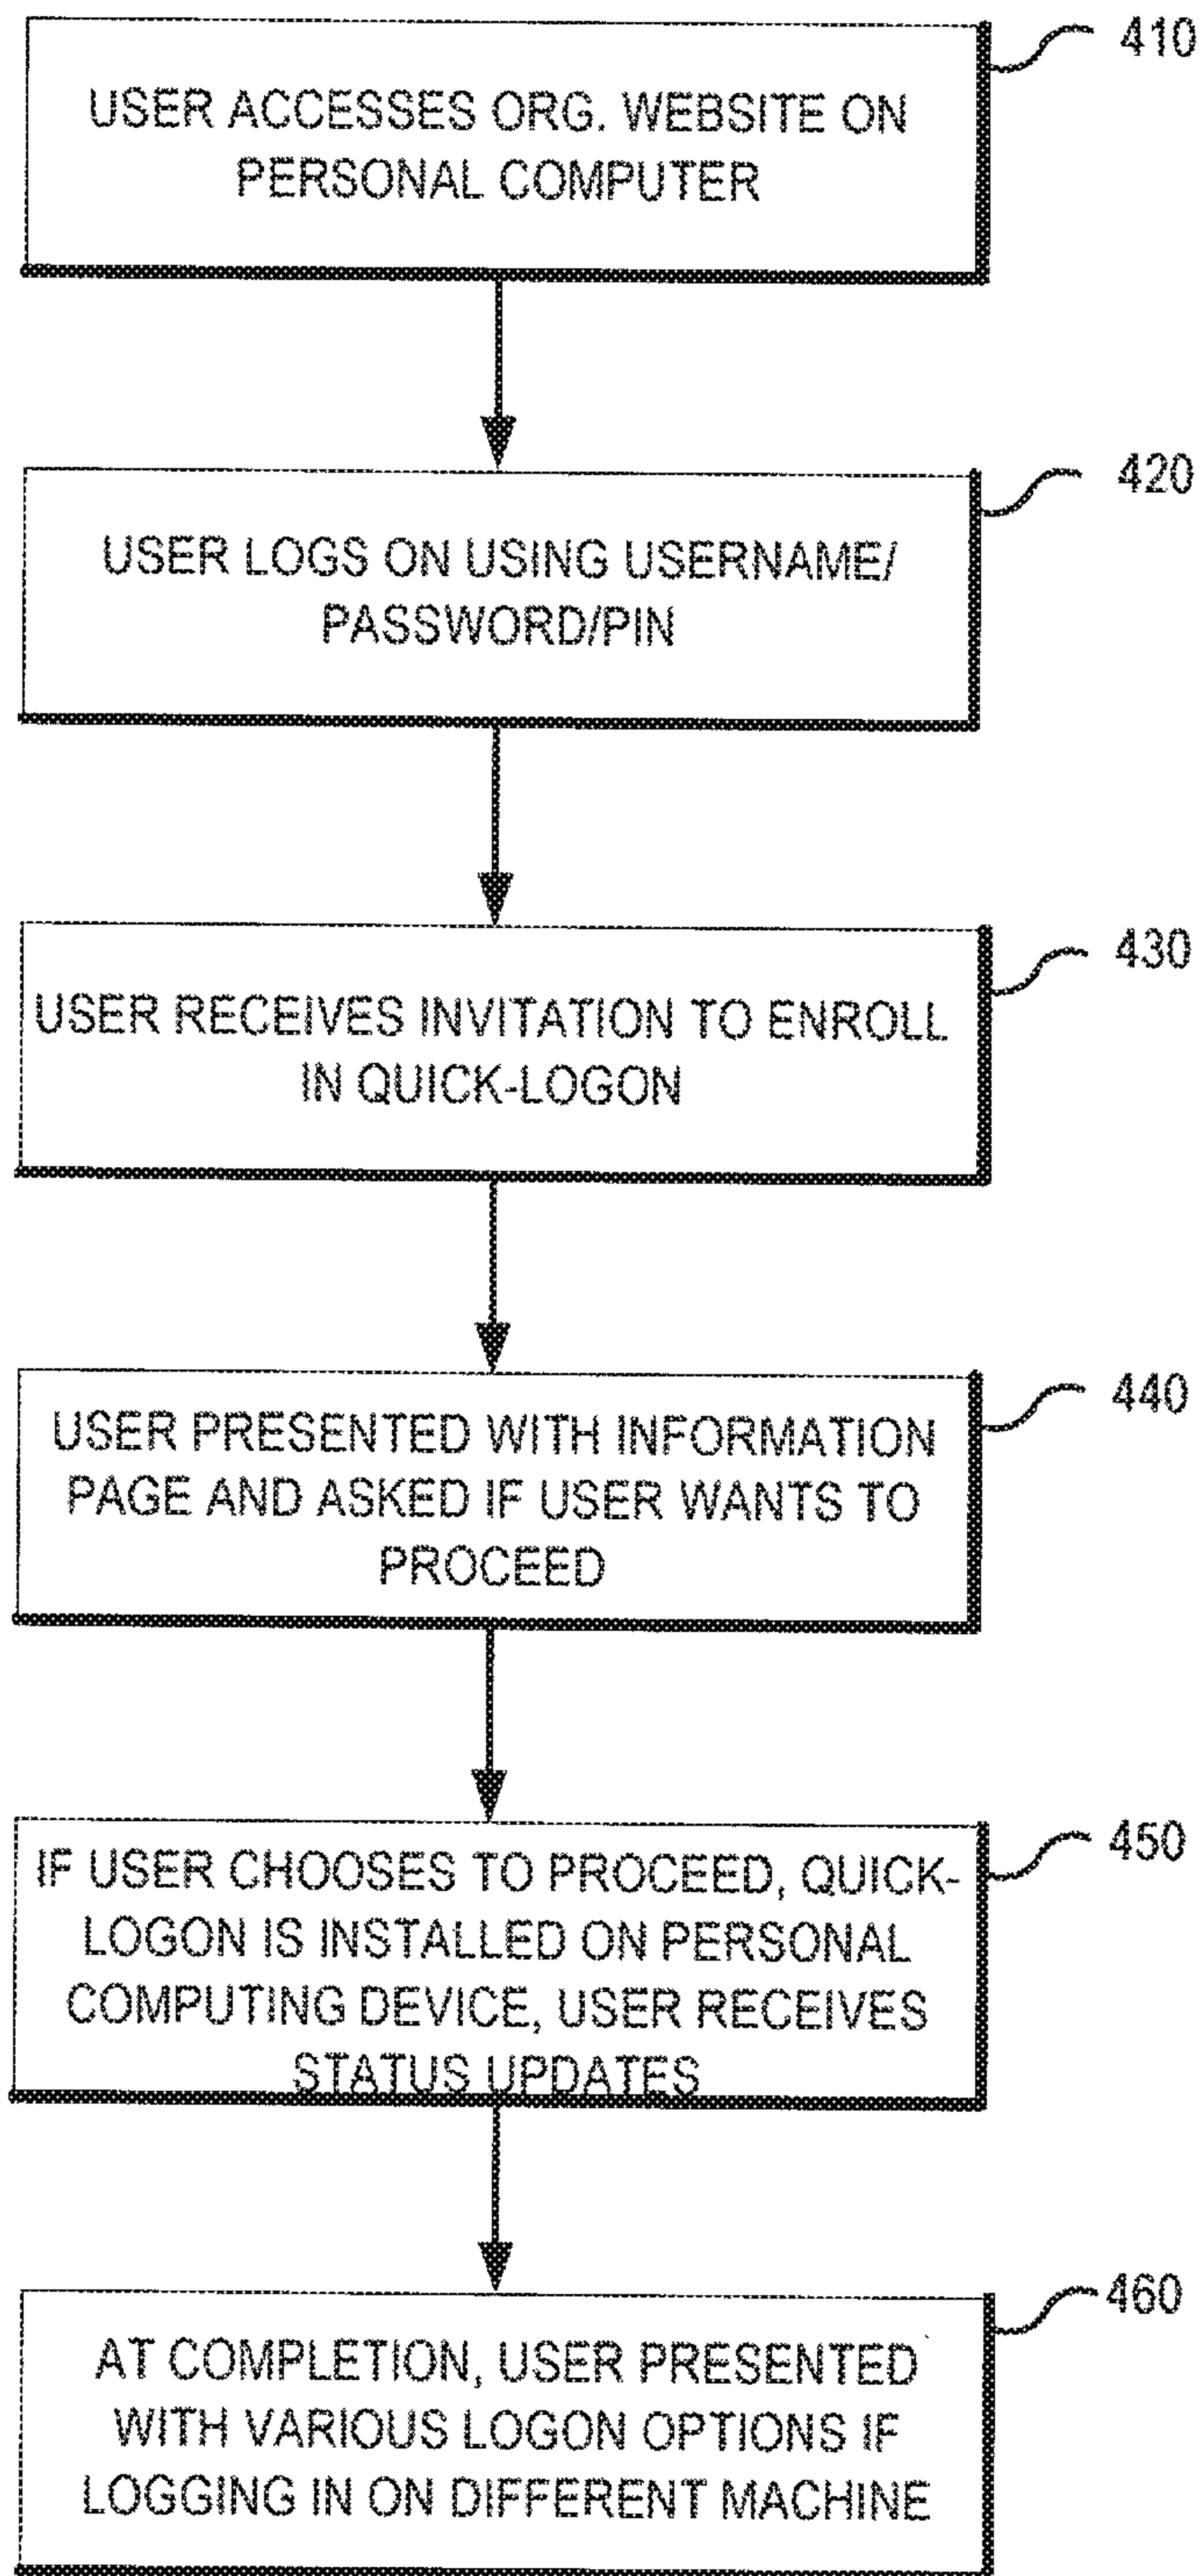 410
USER ACCESSES ORG. WEBSITE ON
PERSONAL COMPUTER
420
USER LOGS ON USING USERNAME/
PASSWORD/PIN
430
USER RECEIVES INVITATION TO ENROLL
IN QUICK-LOGON
440
USER PRESENTED WITH INFORMATION
PAGE AND ASKED IF USER WANTS TO
PROCEED
450
IF USER CHOOSES TO PROCEED, QUICK-
LOGON IS INSTALLED ON PERSONAL
COMPUTING DEVICE, USER RECEIVES
STATUS UPDATES
460
AT COMPLETION, USER PRESENTED
WITH VARIOUS LOGON OPTIONS IF
LOGGING IN ON DIFFERENT MACHINE